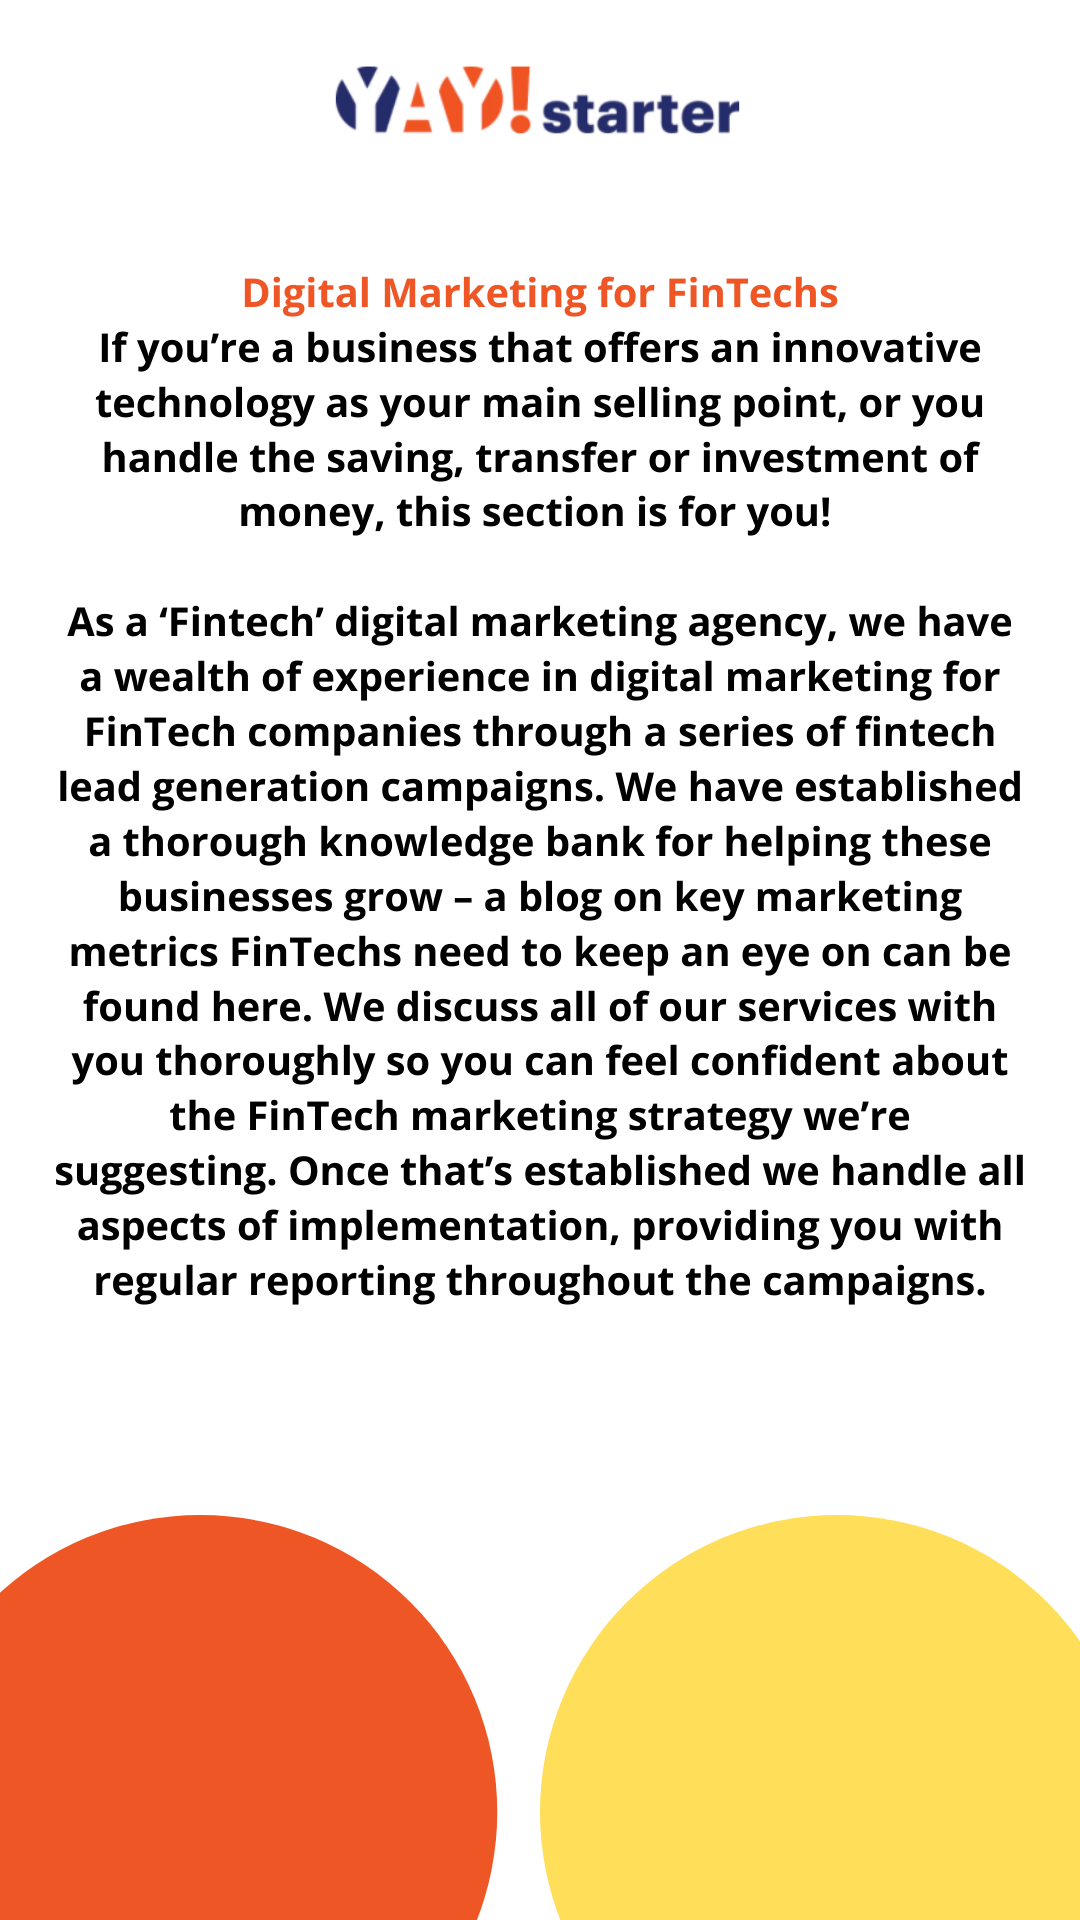 YAY! starter
Digital Marketing for FinTechs
If you’re a business that offers an innovative
technology as your main selling point, or you
handle the saving, transfer or investment of
money, this section is for you!
As a ‘Fintech’ digital marketing agency, we have
a wealth of experience in digital marketing for
FinTech companies through a series of fintech
lead generation campaigns. We have established
a thorough knowledge bank for helping these
businesses grow – a blog on key marketing
metrics FinTechs need to keep an eye on can be
found here. We discuss all of our services with
you thoroughly so you can feel confident about
the FinTech marketing strategy we’re
suggesting. Once that’s established we handle all
aspects of implementation, providing you with
regular reporting throughout the campaigns.